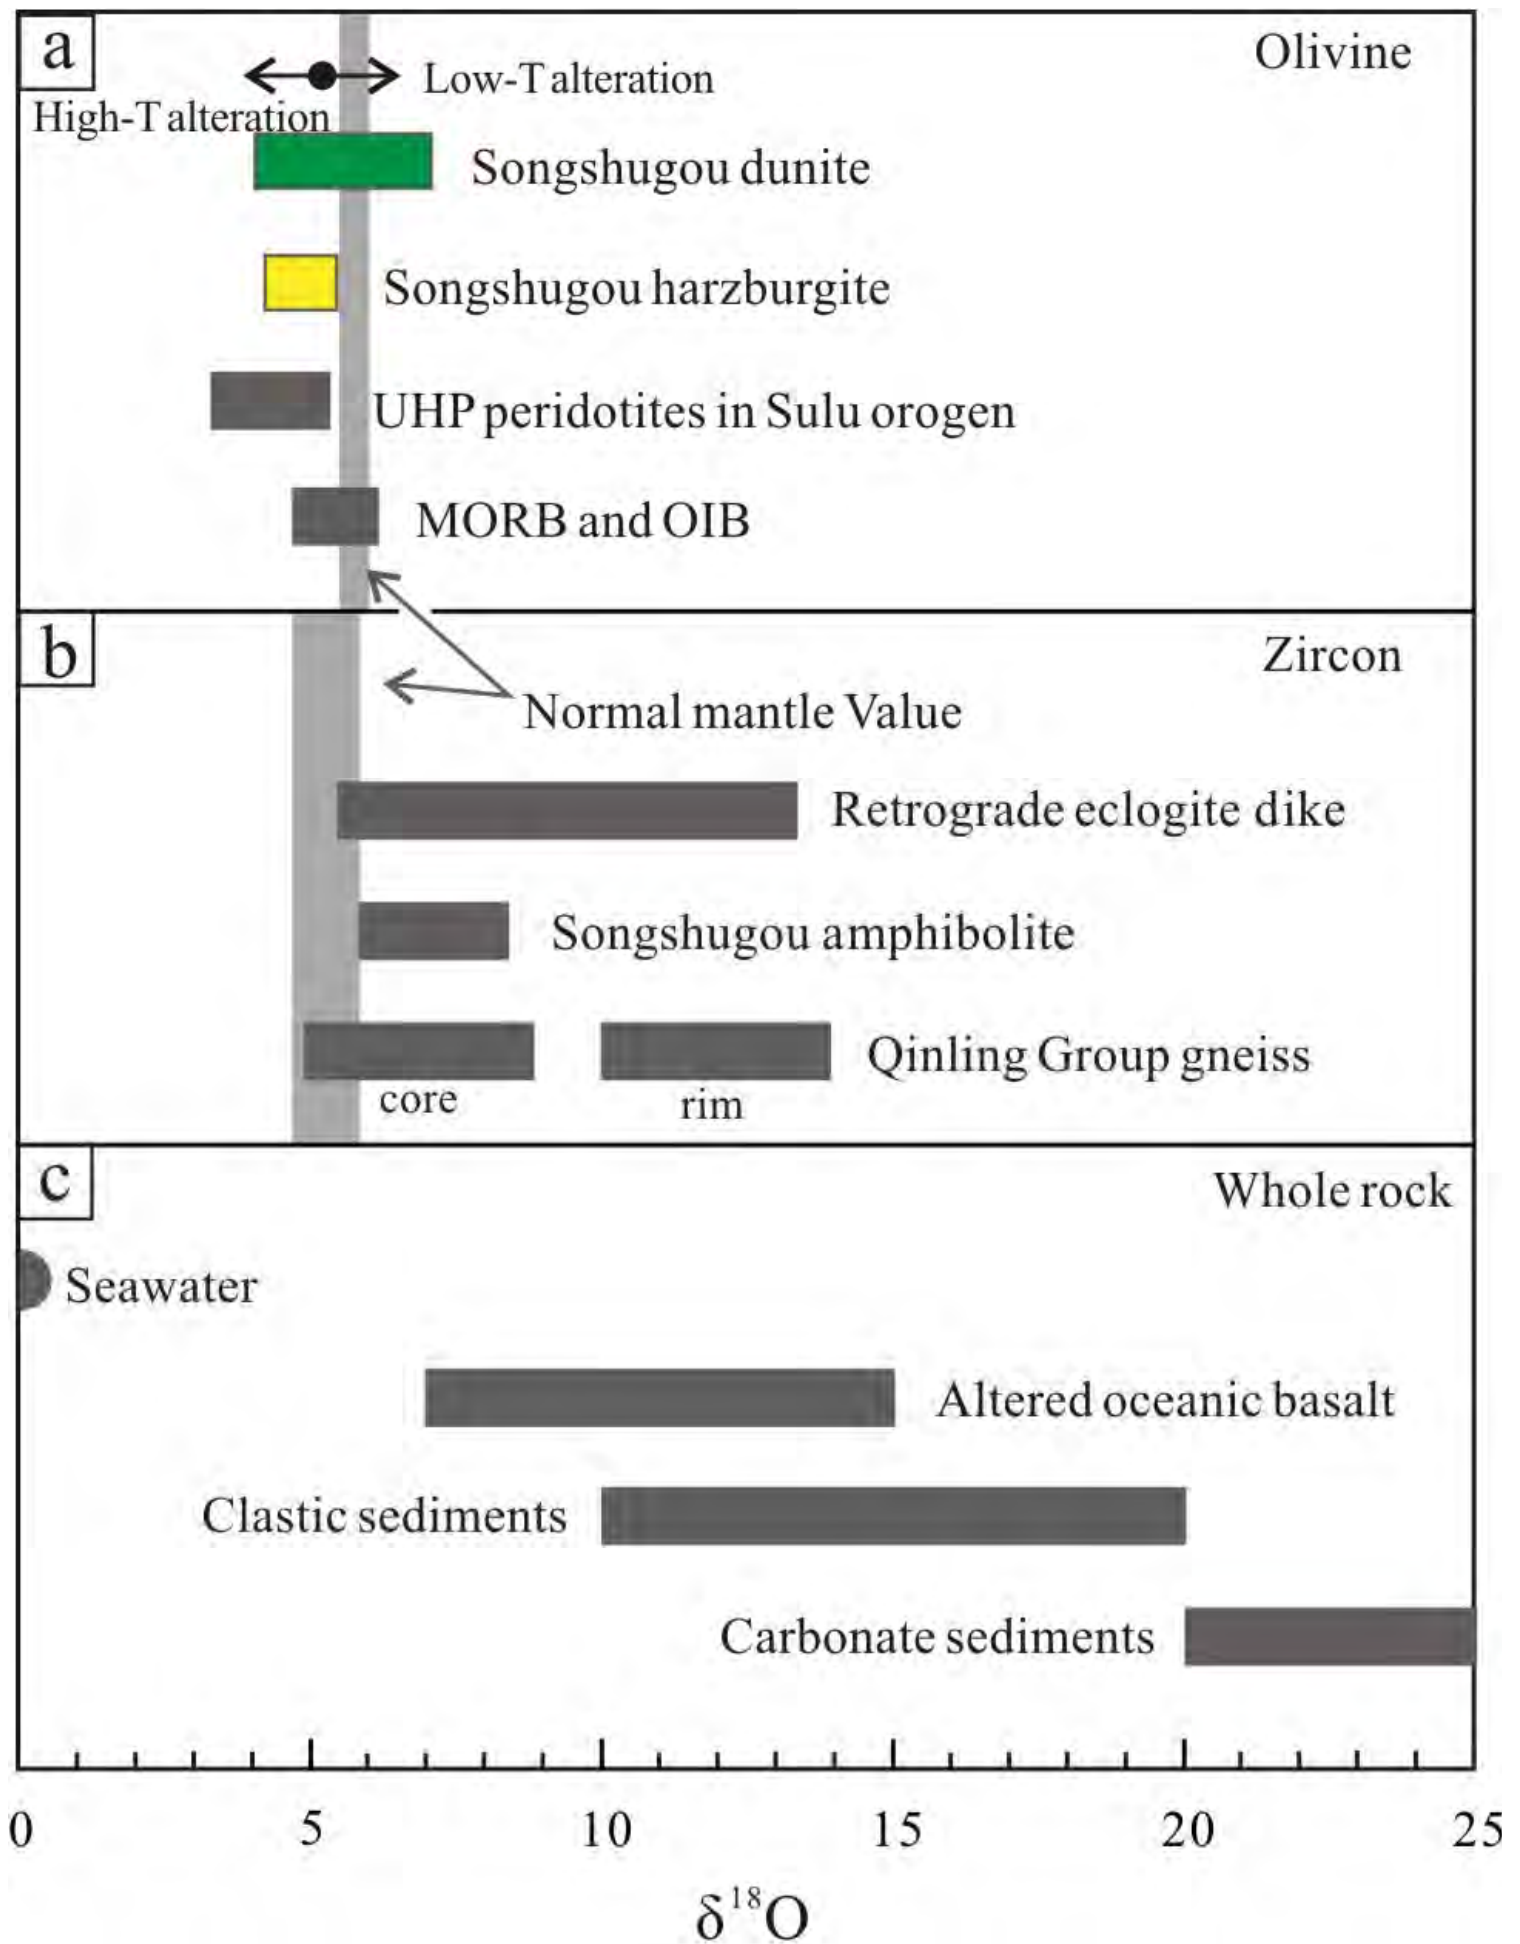 a
Olivine
Low-T alteration
High-T alteration
Songshugou dunite
Songshugou harzburgite
UHP peridotites in Sulu orogen
MORB and OIB
b
Zircon
Normal mantle Value
Retrograde eclogite dike
Songshugou amphibolite
Qinling Group gneiss
core
rim
c
Whole rock
Seawater
Altered oceanic basalt
Clastic sediments
Carbonate sediments
0 5 10 15 20 25
δ¹⁸O